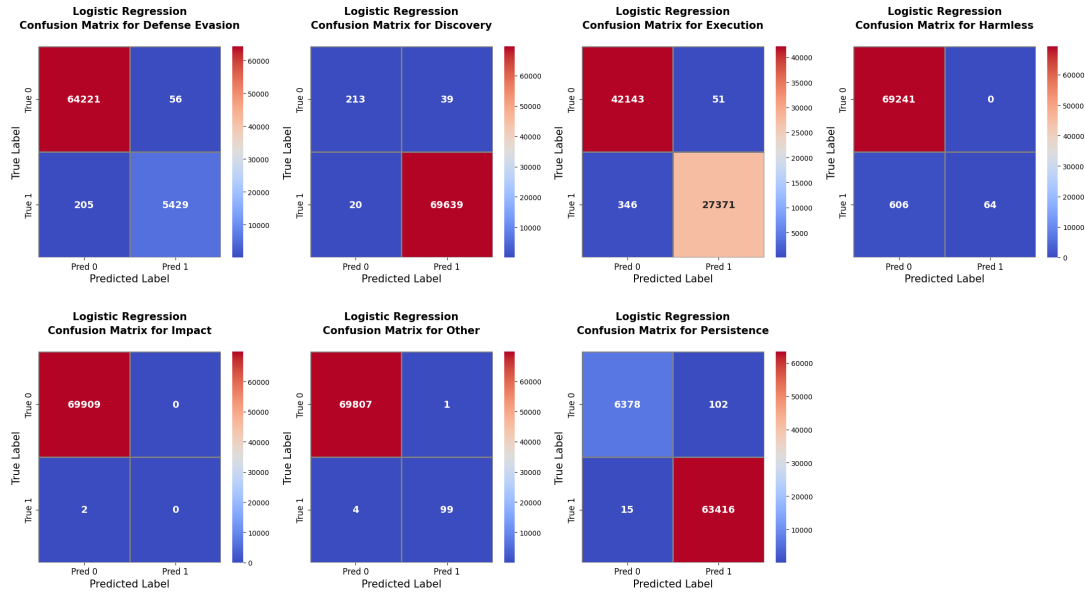 Logistic Regression
Confusion Matrix for Defense Evasion
True Label
True 0
True 1
64221
56
205
5429
Pred 0
Pred 1
Predicted Label
60000
50000
40000
30000
20000
10000
Logistic Regression
Confusion Matrix for Discovery
True Label
True 0
True 1
213
39
20
69639
Pred 0
Pred 1
Predicted Label
60000
50000
40000
30000
20000
10000
Logistic Regression
Confusion Matrix for Execution
True Label
True 0
True 1
42143
51
346
27371
Pred 0
Pred 1
Predicted Label
40000
35000
30000
25000
20000
15000
10000
5000
Logistic Regression
Confusion Matrix for Harmless
True Label
True 0
True 1
69241
0
606
64
Pred 0
Pred 1
Predicted Label
60000
50000
40000
30000
20000
10000
0
Logistic Regression
Confusion Matrix for Impact
True Label
True 0
True 1
69909
0
2
0
Pred 0
Pred 1
Predicted Label
60000
50000
40000
30000
20000
10000
0
Logistic Regression
Confusion Matrix for Other
True Label
True 0
True 1
69807
1
4
99
Pred 0
Pred 1
Predicted Label
60000
50000
40000
30000
20000
10000
Logistic Regression
Confusion Matrix for Persistence
True Label
True 0
True 1
6378
102
15
63416
Pred 0
Pred 1
Predicted Label
60000
50000
40000
30000
20000
10000